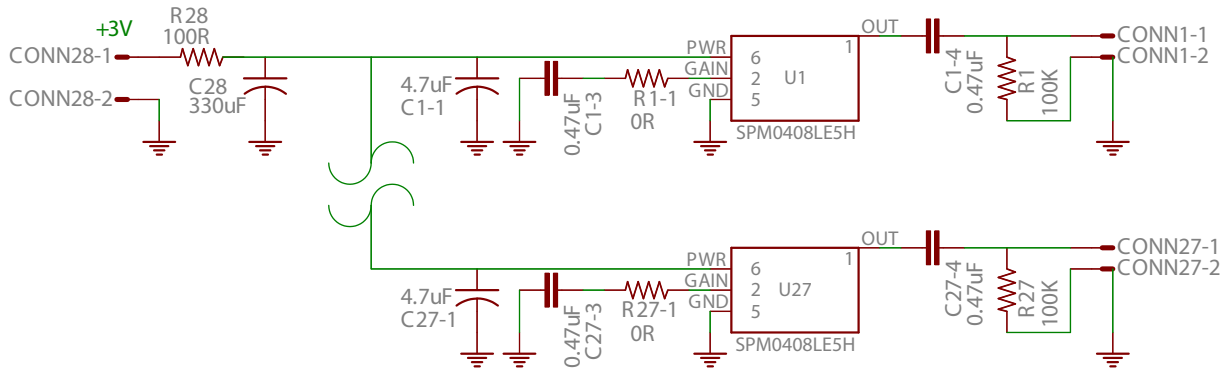 +3V
R28
100R
CONN28-1
CONN28-2
C28
330uF
4.7uF
C1-1
0.47uF
C1-3
R1-1
0R
PWR
GAIN
GND
6
2
5
U1
1
SPM0408LE5H
OUT
C1-4
0.47uF
R1
100K
CONN1-1
CONN1-2
4.7uF
C27-1
0.47uF
C27-3
R27-1
0R
PWR
GAIN
GND
6
2
5
U27
1
SPM0408LE5H
OUT
C27-4
0.47uF
R27
100K
CONN27-1
CONN27-2